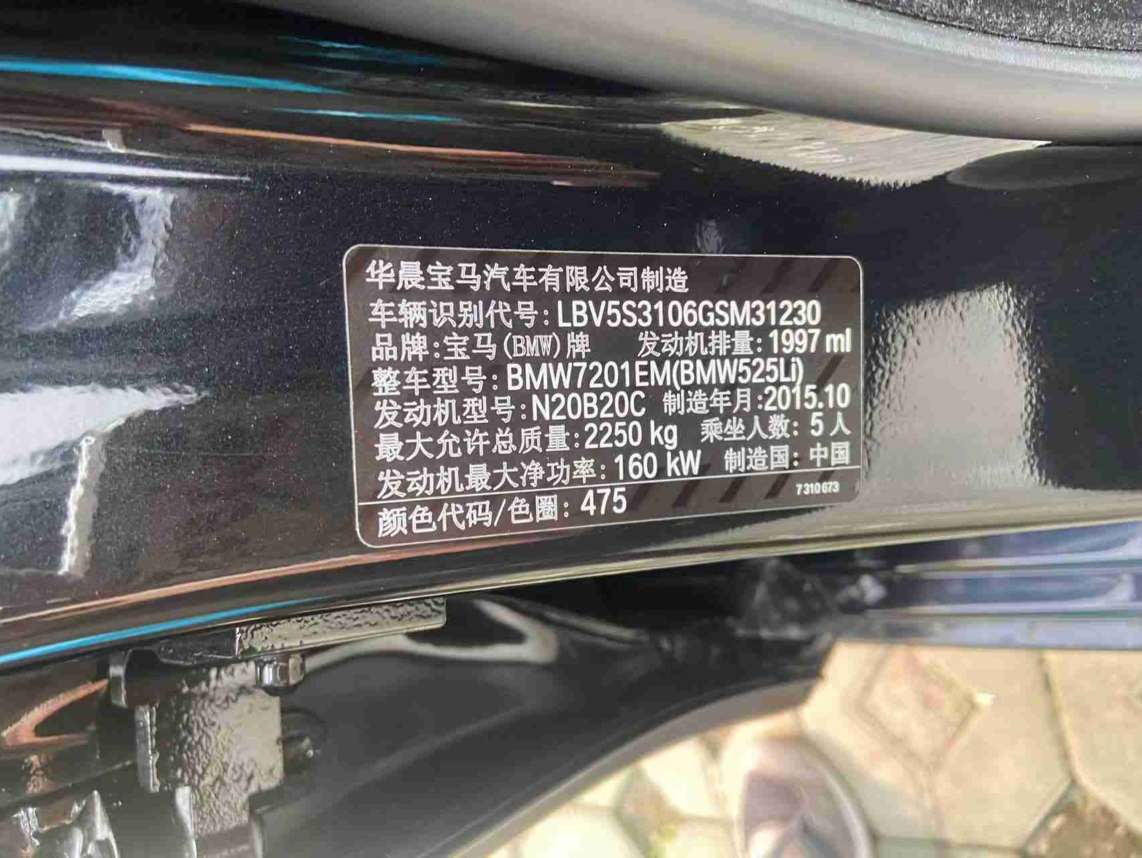 华晨宝马汽车有限公司制造
车辆识别代号: LBV5S3106GSM31230
品牌:宝马(BMW)牌 发动机排量:1997 ml
整车型号: BMW7201EM(BMW525Li)
发动机型号: N20B20C 制造年月:2015.10
最大允许总质量:2250 kg 乘坐人数: 5人
发动机最大净功率: 160 kW 制造国: 中国
7310673
颜色代码/色圈: 475